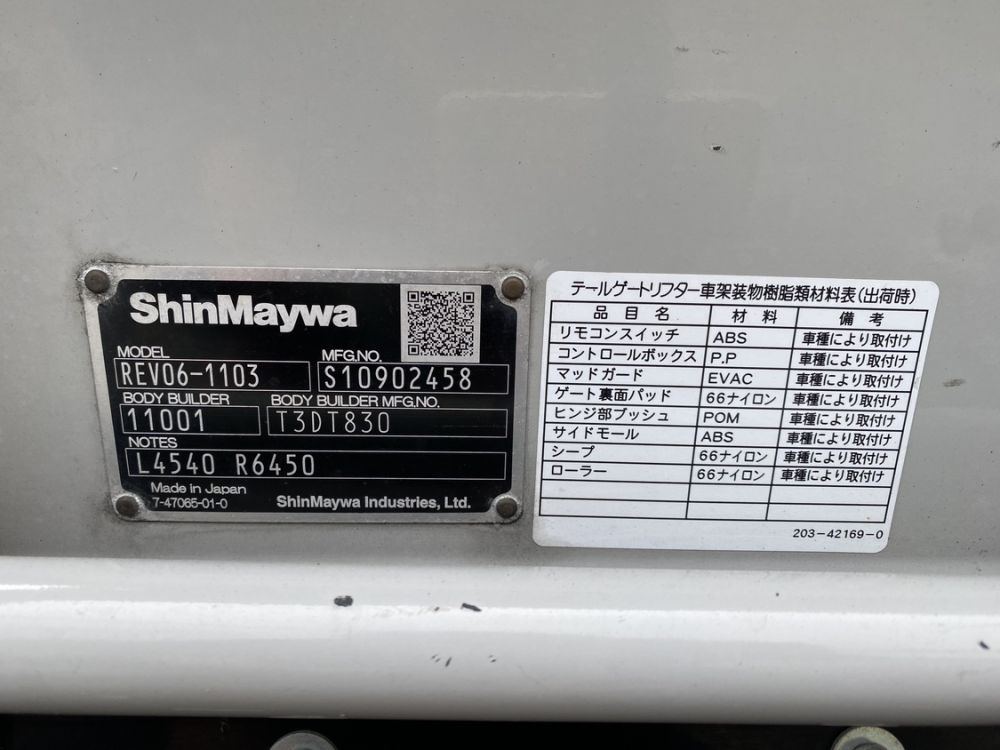 ShinMaywa
MODEL MFG.NO.
REV06-1103 S10902458
BODY BUILDER BODY BUILDER MFG.NO.
11001 T3DT830
NOTES
L4540 R6450
Made in Japan
7-47065-01-0 ShinMaywa Industries, Ltd.
テールゲートリフター車架装物樹脂類材料表(出荷時)
品目名 材料 備考
リモコンスイッチ ABS 車種により取付け
コントロールボックス P.P 車種により取付け
マッドガード EVAC 車種により取付け
ゲート裏面パッド 66ナイロン 車種により取付け
ヒンジ部ブッシュ POM 車種により取付け
サイドモール ABS 車種により取付け
シーブ 66ナイロン 車種により取付け
ローラー 66ナイロン 車種により取付け
203-42169-0